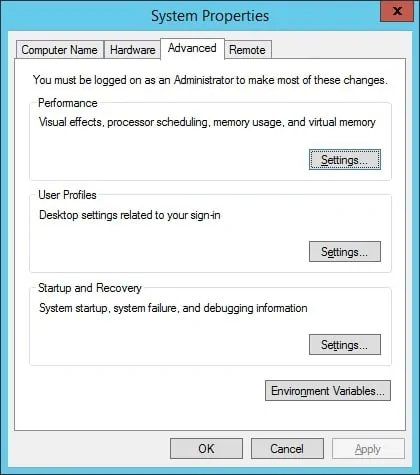 System Properties
x
Computer Name Hardware Advanced Remote
You must be logged on as an Administrator to make most of these changes.
Performance
Visual effects, processor scheduling, memory usage, and virtual memory
Settings...
User Profiles
Desktop settings related to your sign-in
Settings...
Startup and Recovery
System startup, system failure, and debugging information
Settings...
Environment Variables...
OK Cancel Apply